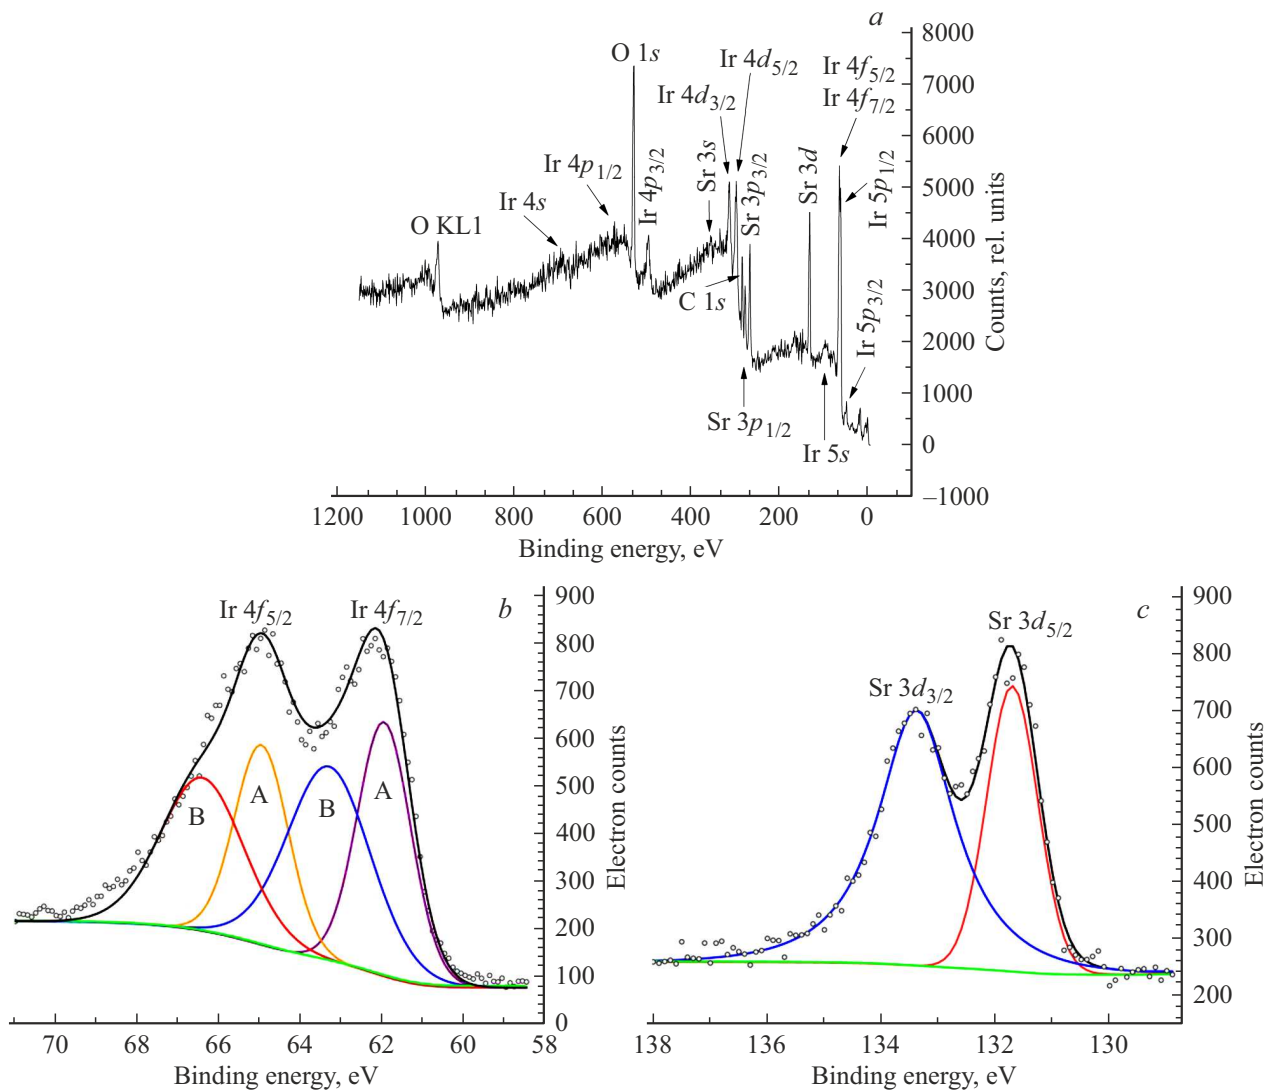 a
8000
O 1s
Ir 4d5/2
Ir 4f5/2
7000
Ir 4d3/2
Ir 4f7/2
6000
Ir 4p1/2
Ir 4p3/2
Sr 3s
Sr 3p3/2
Sr 3d
Ir 5p1/2
5000
Ir 4s
O KL1
4000
C 1s
3000
Ir 5p3/2
2000
Sr 3p1/2
1000
Ir 5s
0
–1000
Counts, rel. units
1200 1000 800 600 400 200 0
Binding energy, eV
b
Ir 4f5/2
Ir 4f7/2
900
800
700
600
500
400
300
200
100
0
B
A
B
A
Electron counts
70 68 66 64 62 60 58
Binding energy, eV
c
Sr 3d5/2
Sr 3d3/2
900
800
700
600
500
400
300
200
Electron counts
138 136 134 132 130
Binding energy, eV